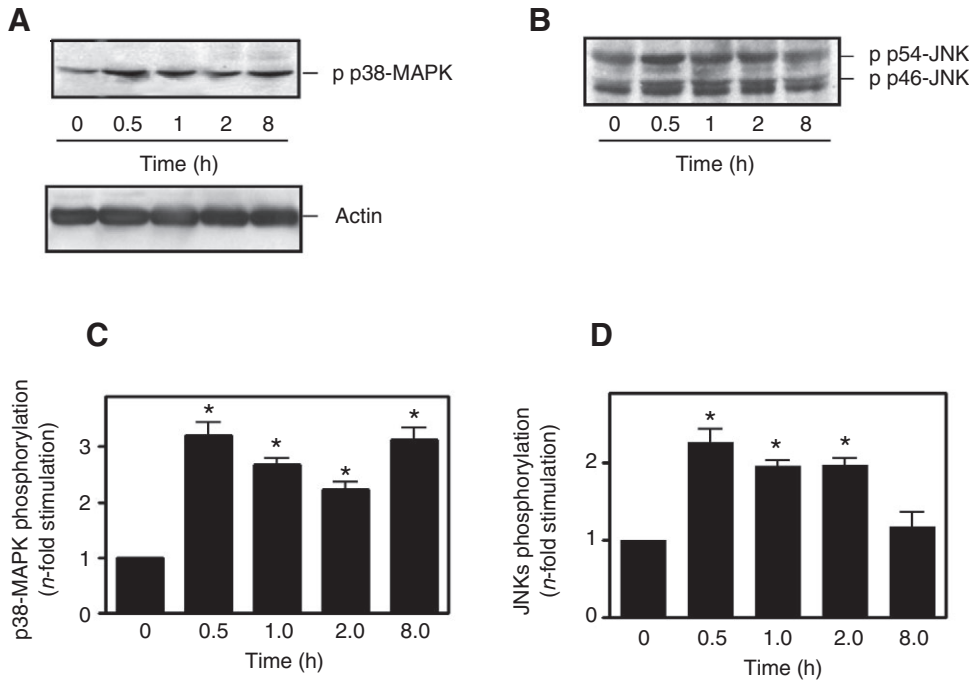 A
p p38-MAPK
0 0.5 1 2 8
Time (h)
Actin
B
p p54-JNK
p p46-JNK
0 0.5 1 2 8
Time (h)
C
p38-MAPK phosphorylation
(n-fold stimulation)
3
2
1
0
* * * *
0 0.5 1.0 2.0 8.0
Time (h)
D
JNKs phosphorylation
(n-fold stimulation)
2
1
0
* * *
0 0.5 1.0 2.0 8.0
Time (h)